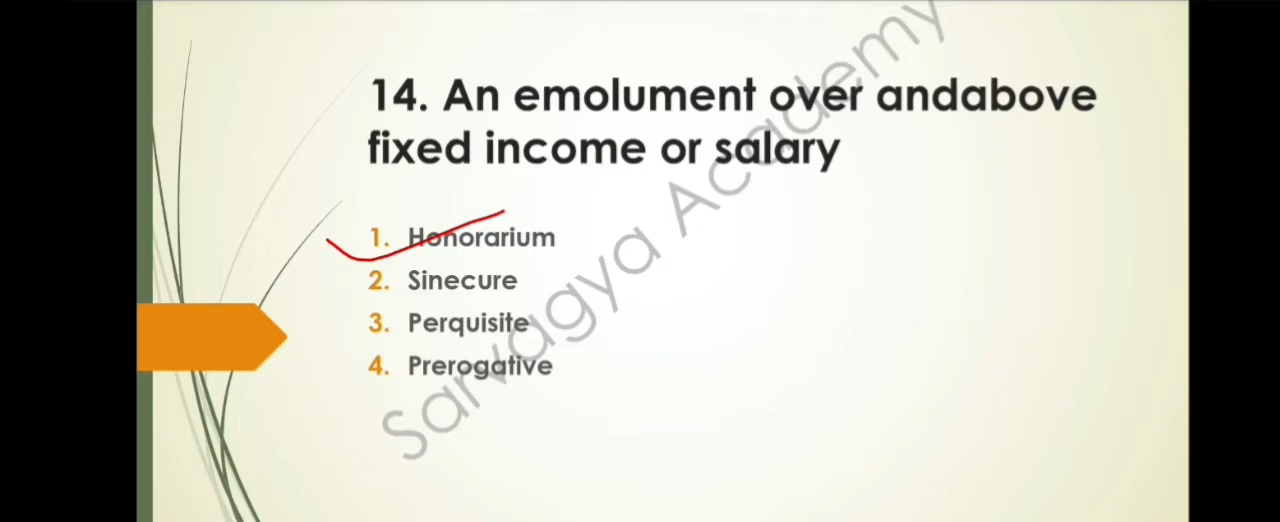 14. An emolument over andabove
fixed income or salary
1. Honorarium
2. Sinecure
3. Perquisite
4. Prerogative
Sarvagya Academy